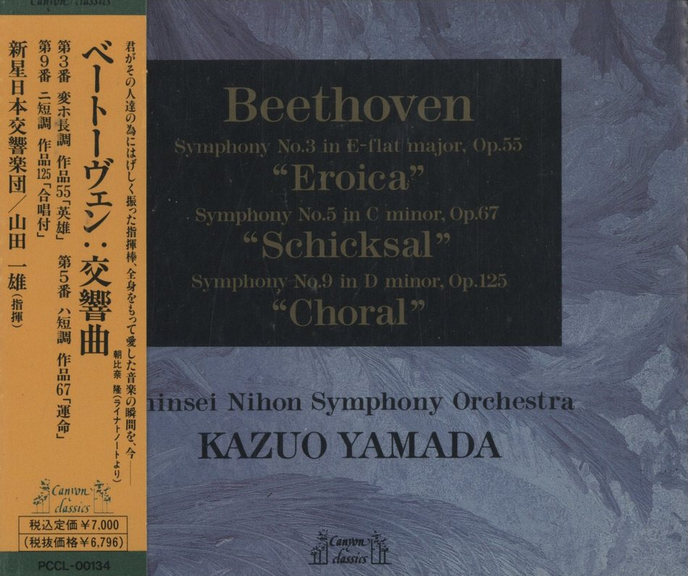 Canyon
classics
君がその人達の為にはげしく振った指揮棒、全身をもって愛した音楽の瞬間を、今——
朝比奈 隆(ライナーノートより)
ベートーヴェン:交響曲
第3番 変ホ長調 作品55「英雄」 第5番 ハ短調 作品67「運命」
第9番 ニ短調 作品125「合唱付」
新星日本交響楽団/山田 一雄(指揮)
Canyon
classics
税込定価¥7,000
(税抜価格¥6,796)
PCCL-00134
Beethoven
Symphony No.3 in E-flat major, Op.55
“Eroica”
Symphony No.5 in C minor, Op.67
“Schicksal”
Symphony No.9 in D minor, Op.125
“Choral”
hinsei Nihon Symphony Orchestra
KAZUO YAMADA
Canyon
classics